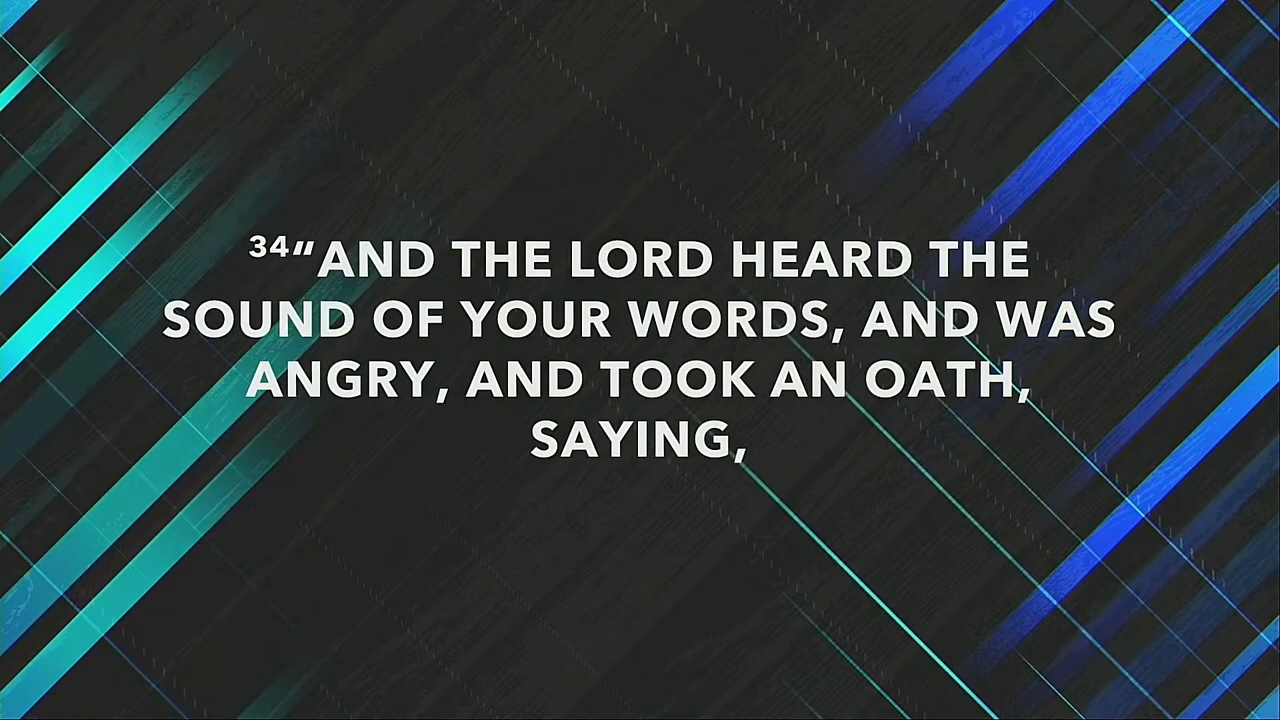 ³⁴“AND THE LORD HEARD THE
SOUND OF YOUR WORDS, AND WAS
ANGRY, AND TOOK AN OATH,
SAYING,